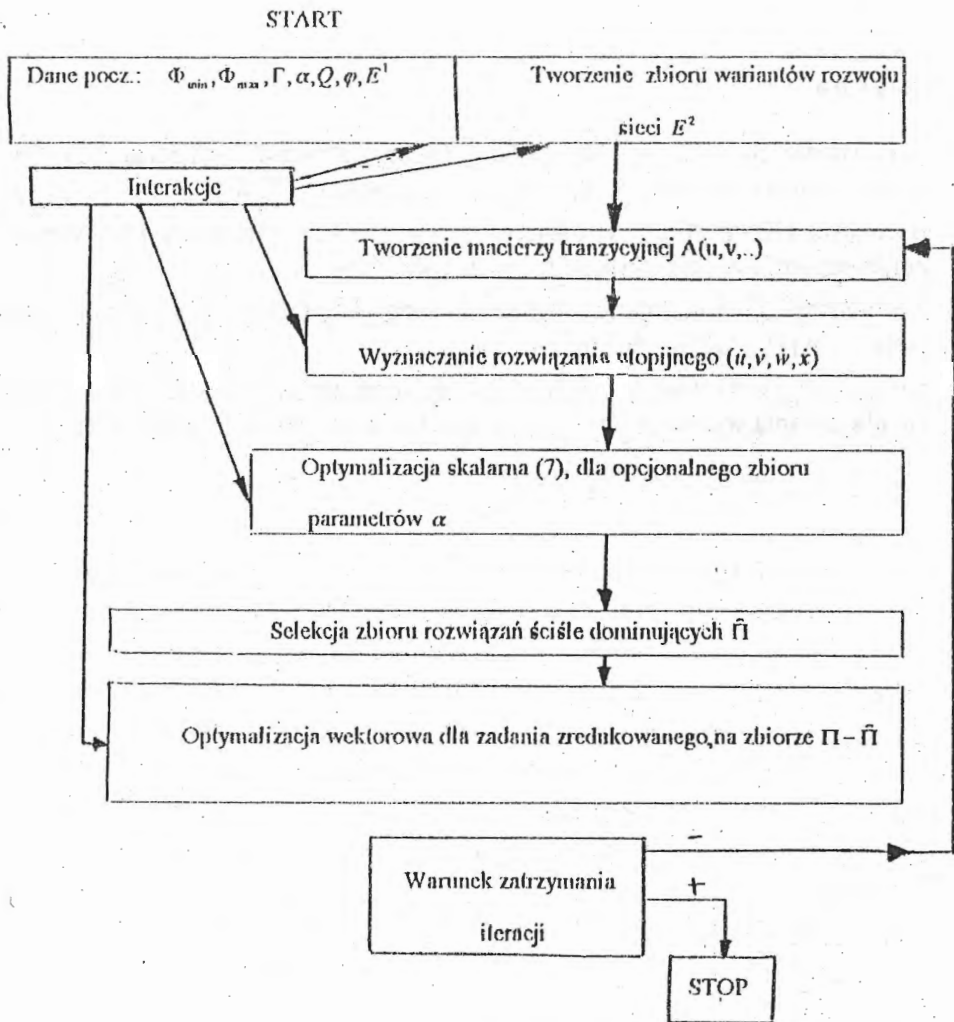 START
Dane pocz.: Φmin, Φmax, Γ, α, Q, φ, E¹
Tworzenie zbioru wariantów rozwoju
sieci E²
Interakcje
Tworzenie macierzy tranzycyjnej Λ(u,v,..)
Wyznaczanie rozwiązania utopijnego (u̇, v̇, ẇ, ẋ)
Optymalizacja skalarna (7), dla opcjonalnego zbioru
parametrów α
Selekcja zbioru rozwiązań ściśle dominujących Π̂
Optymalizacja wektorowa dla zadania zredukowanego, na zbiorze Π – Π̂
–
Warunek zatrzymania
+
iteracji
STOP